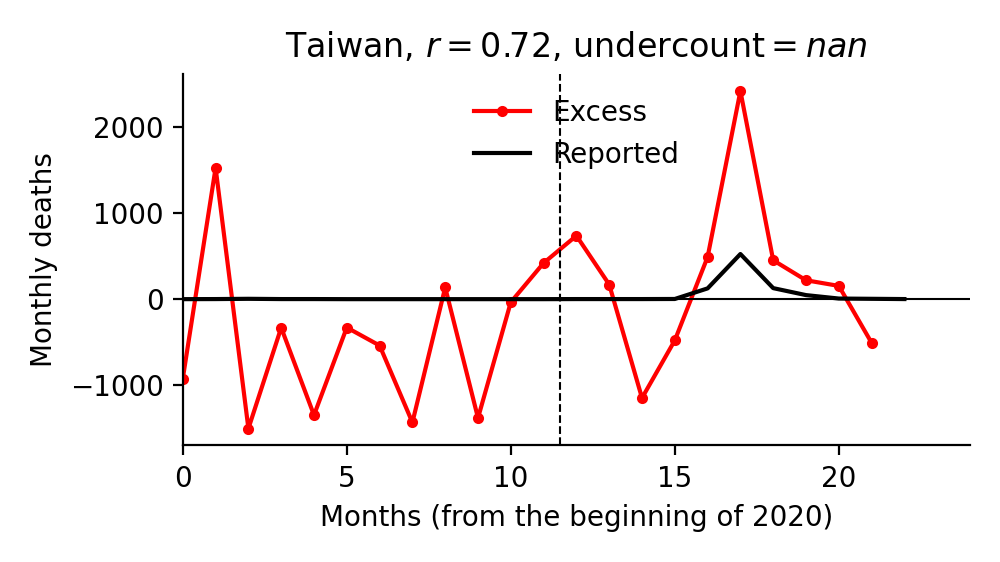 Taiwan, r = 0.72, undercount = nan
Excess
Reported
Monthly deaths
2000
1000
0
−1000
0 5 10 15 20
Months (from the beginning of 2020)